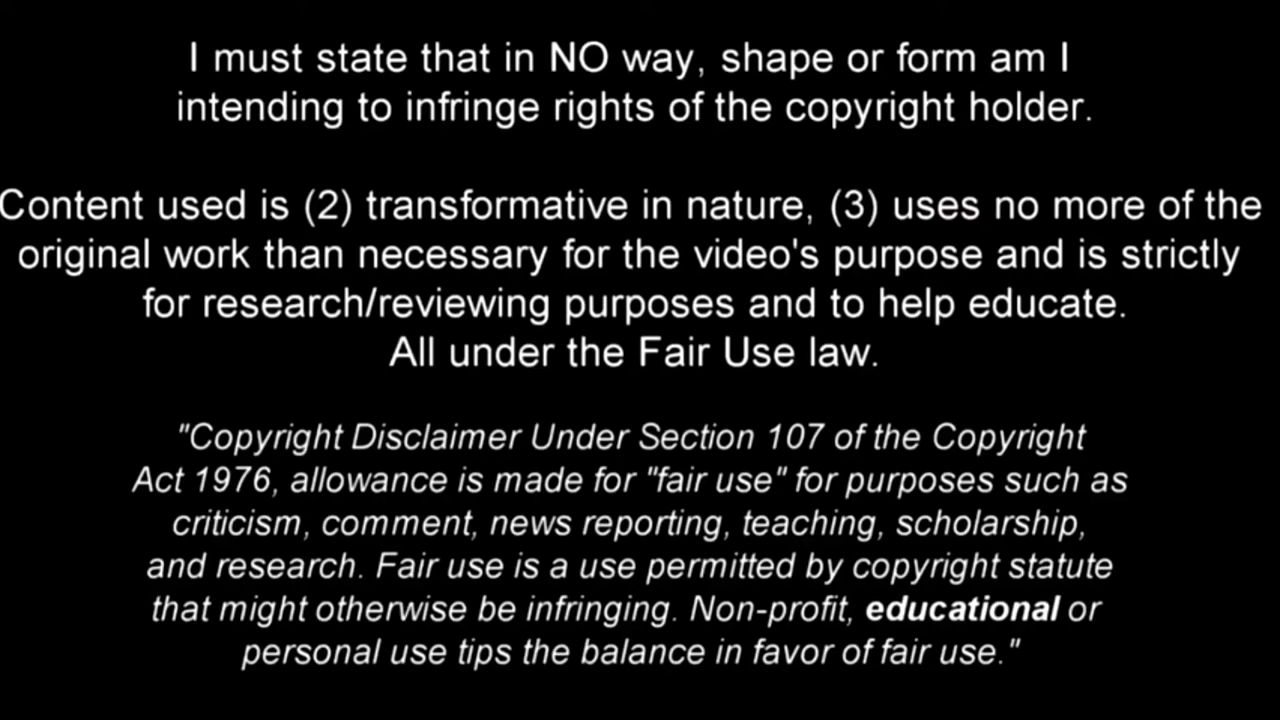 I must state that in NO way, shape or form am I
intending to infringe rights of the copyright holder.
Content used is (2) transformative in nature, (3) uses no more of the
original work than necessary for the video's purpose and is strictly
for research/reviewing purposes and to help educate.
All under the Fair Use law.
"Copyright Disclaimer Under Section 107 of the Copyright
Act 1976, allowance is made for "fair use" for purposes such as
criticism, comment, news reporting, teaching, scholarship,
and research. Fair use is a use permitted by copyright statute
that might otherwise be infringing. Non-profit, educational or
personal use tips the balance in favor of fair use."